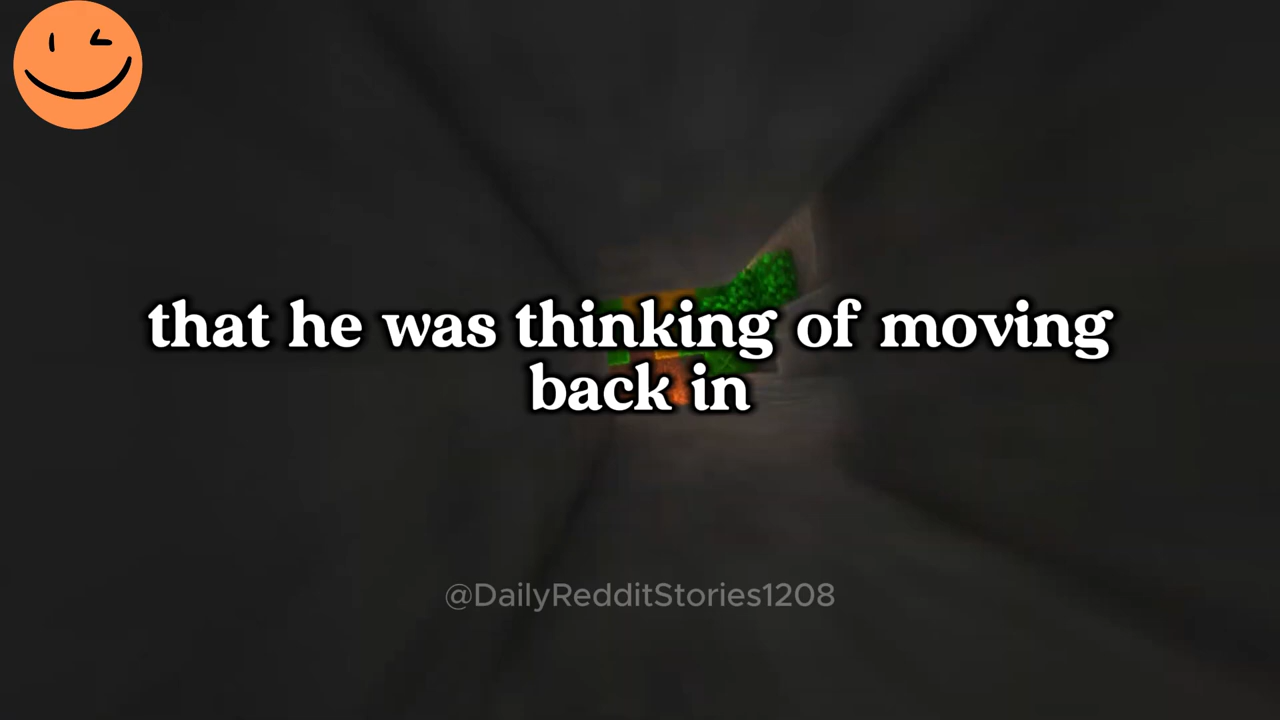 that he was thinking of moving
back in
@DailyRedditStories1208